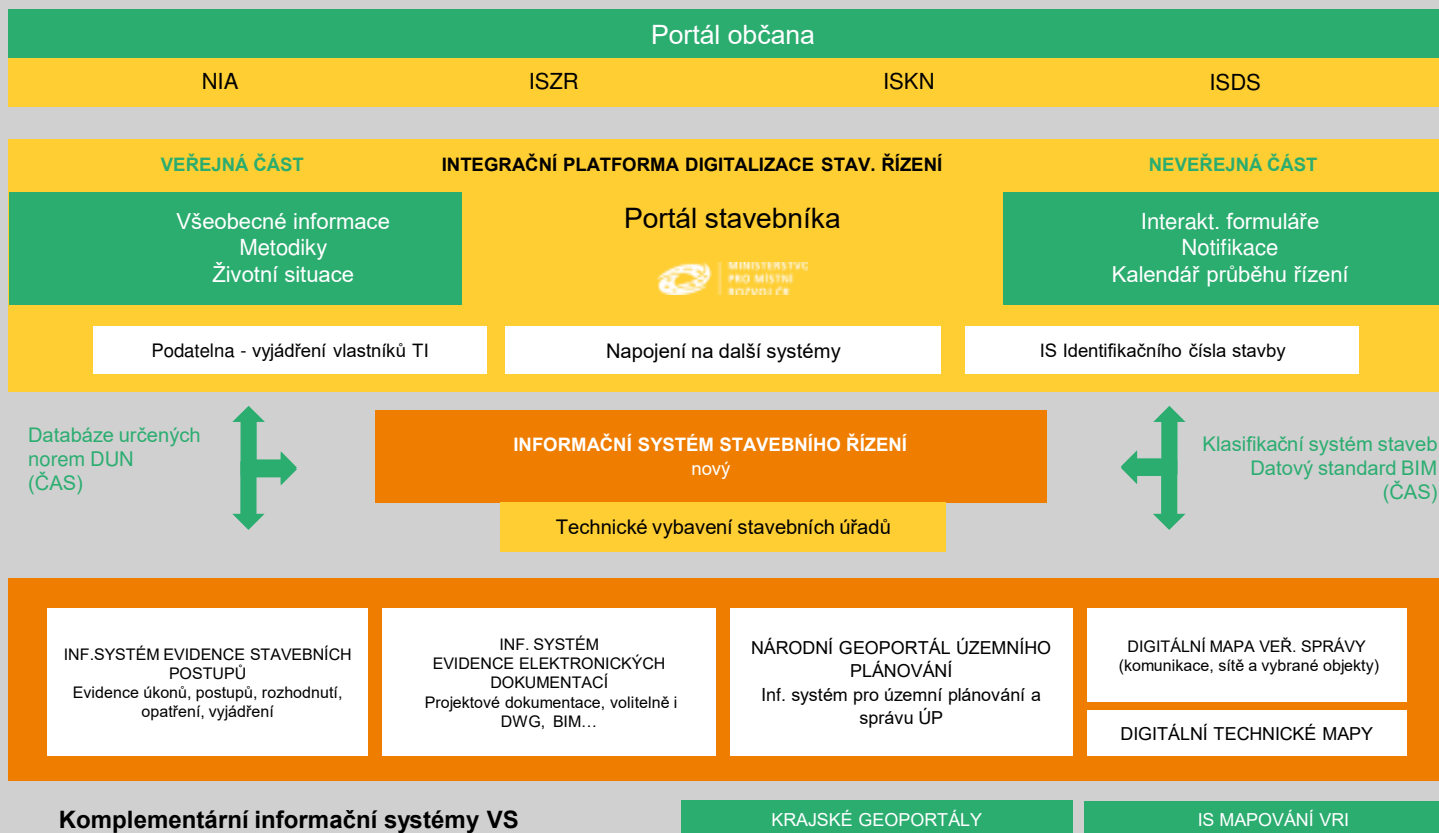 Portál občana
NIA
ISZR
ISKN
ISDS
VEŘEJNÁ ČÁST
INTEGRAČNÍ PLATFORMA DIGITALIZACE STAV. ŘÍZENÍ
NEVEŘEJNÁ ČÁST
Všeobecné informace
Metodiky
Životní situace
Portál stavebníka
MINISTERSTVO
PRO MÍSTNÍ
ROZVOJ ČR
Interakt. formuláře
Notifikace
Kalendář průběhu řízení
Podatelna - vyjádření vlastníků TI
Napojení na další systémy
IS Identifikačního čísla stavby
Databáze určených
norem DUN
(ČAS)
INFORMAČNÍ SYSTÉM STAVEBNÍHO ŘÍZENÍ
nový
Technické vybavení stavebních úřadů
Klasifikační systém staveb
Datový standard BIM
(ČAS)
INF.SYSTÉM EVIDENCE STAVEBNÍCH
POSTUPŮ
Evidence úkonů, postupů, rozhodnutí,
opatření, vyjádření
INF. SYSTÉM
EVIDENCE ELEKTRONICKÝCH
DOKUMENTACÍ
Projektové dokumentace, volitelně i
DWG, BIM…
NÁRODNÍ GEOPORTÁL ÚZEMNÍHO
PLÁNOVÁNÍ
Inf. systém pro územní plánování a
správu ÚP
DIGITÁLNÍ MAPA VEŘ. SPRÁVY
(komunikace, sítě a vybrané objekty)
DIGITÁLNÍ TECHNICKÉ MAPY
Komplementární informační systémy VS
KRAJSKÉ GEOPORTÁLY
IS MAPOVÁNÍ VRI